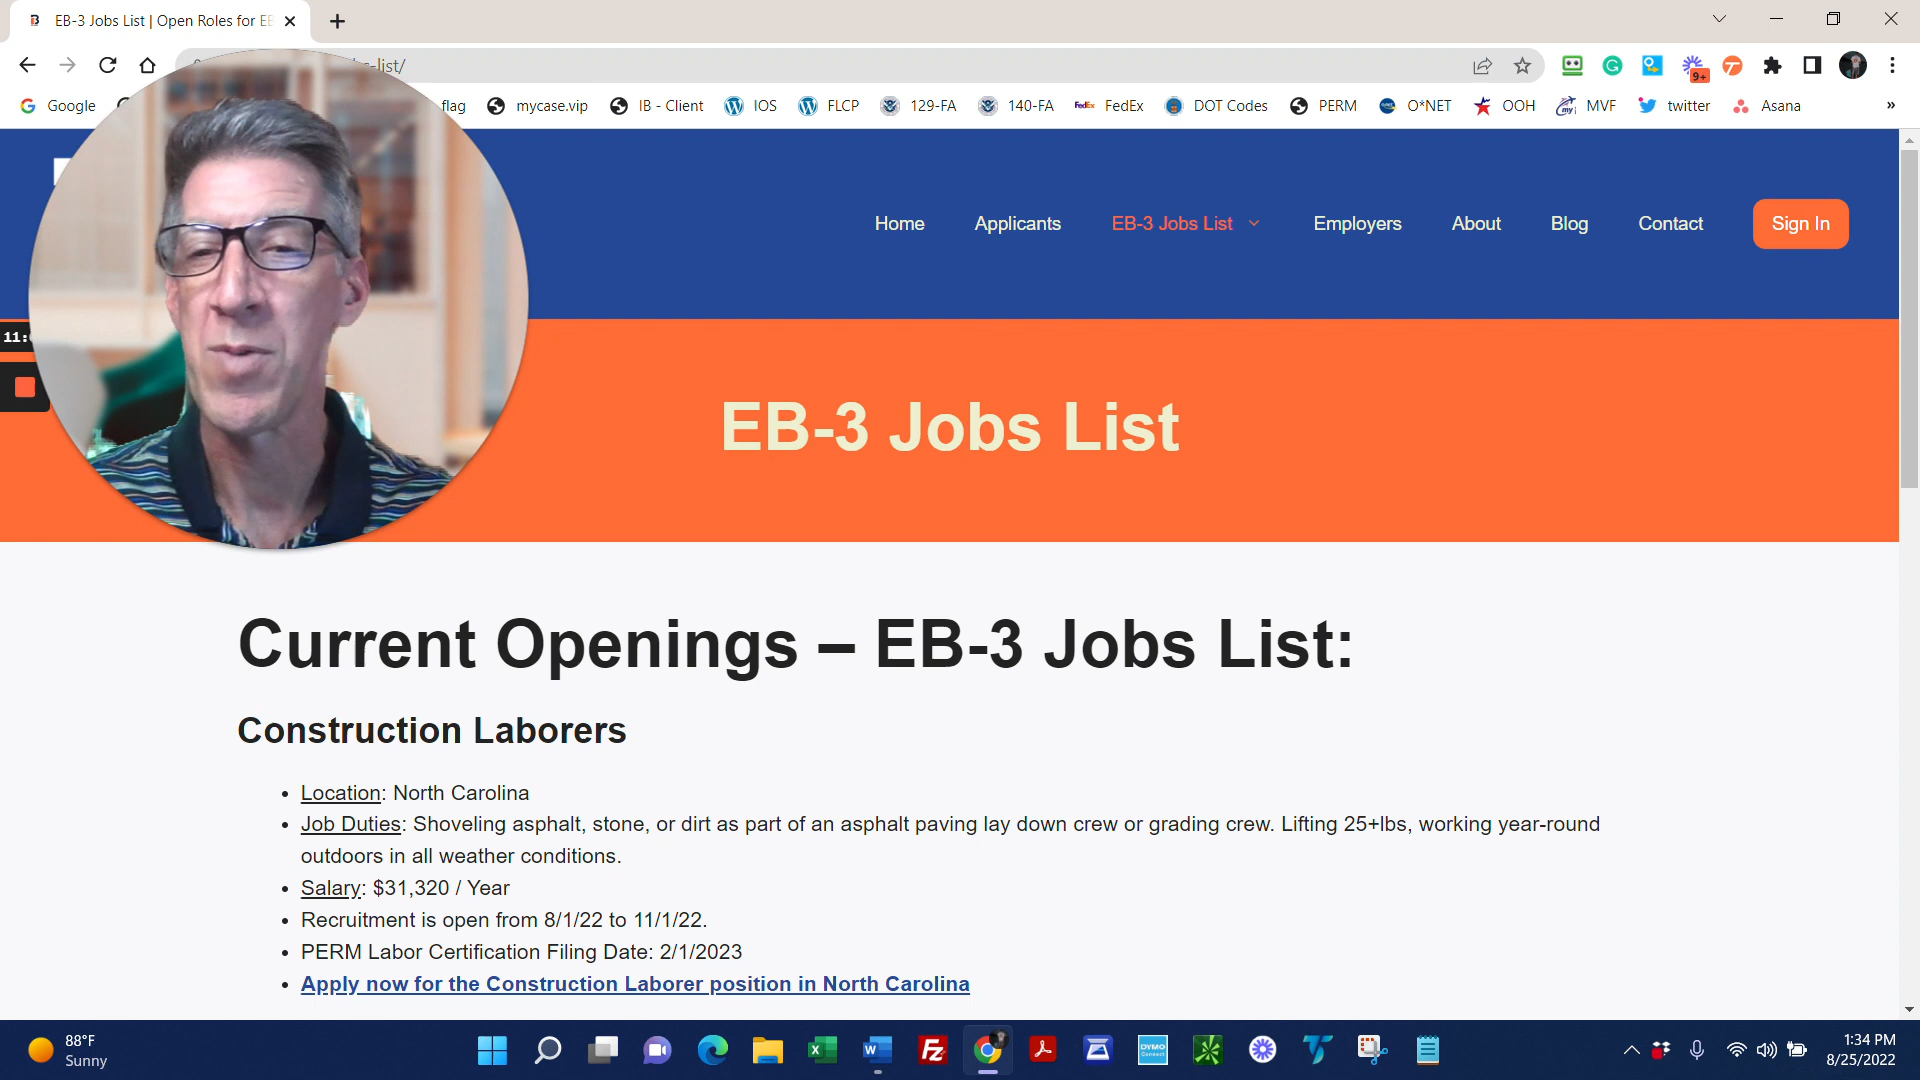 EB-3 Jobs List | Open Roles for EB
-list/
9+
Google
flag
mycase.vip
IB - Client
IOS
FLCP
129-FA
140-FA
FedEx
FedEx
DOT Codes
PERM
O*NET
OOH
MVF
twitter
Asana
»
Home
Applicants
EB-3 Jobs List
Employers
About
Blog
Contact
Sign In
11:
EB-3 Jobs List
Current Openings – EB-3 Jobs List:
Construction Laborers
• Location: North Carolina
• Job Duties: Shoveling asphalt, stone, or dirt as part of an asphalt paving lay down crew or grading crew. Lifting 25+lbs, working year-round
outdoors in all weather conditions.
• Salary: $31,320 / Year
• Recruitment is open from 8/1/22 to 11/1/22.
• PERM Labor Certification Filing Date: 2/1/2023
• Apply now for the Construction Laborer position in North Carolina
88°F
Sunny
DYMO
Connect
1:34 PM
8/25/2022